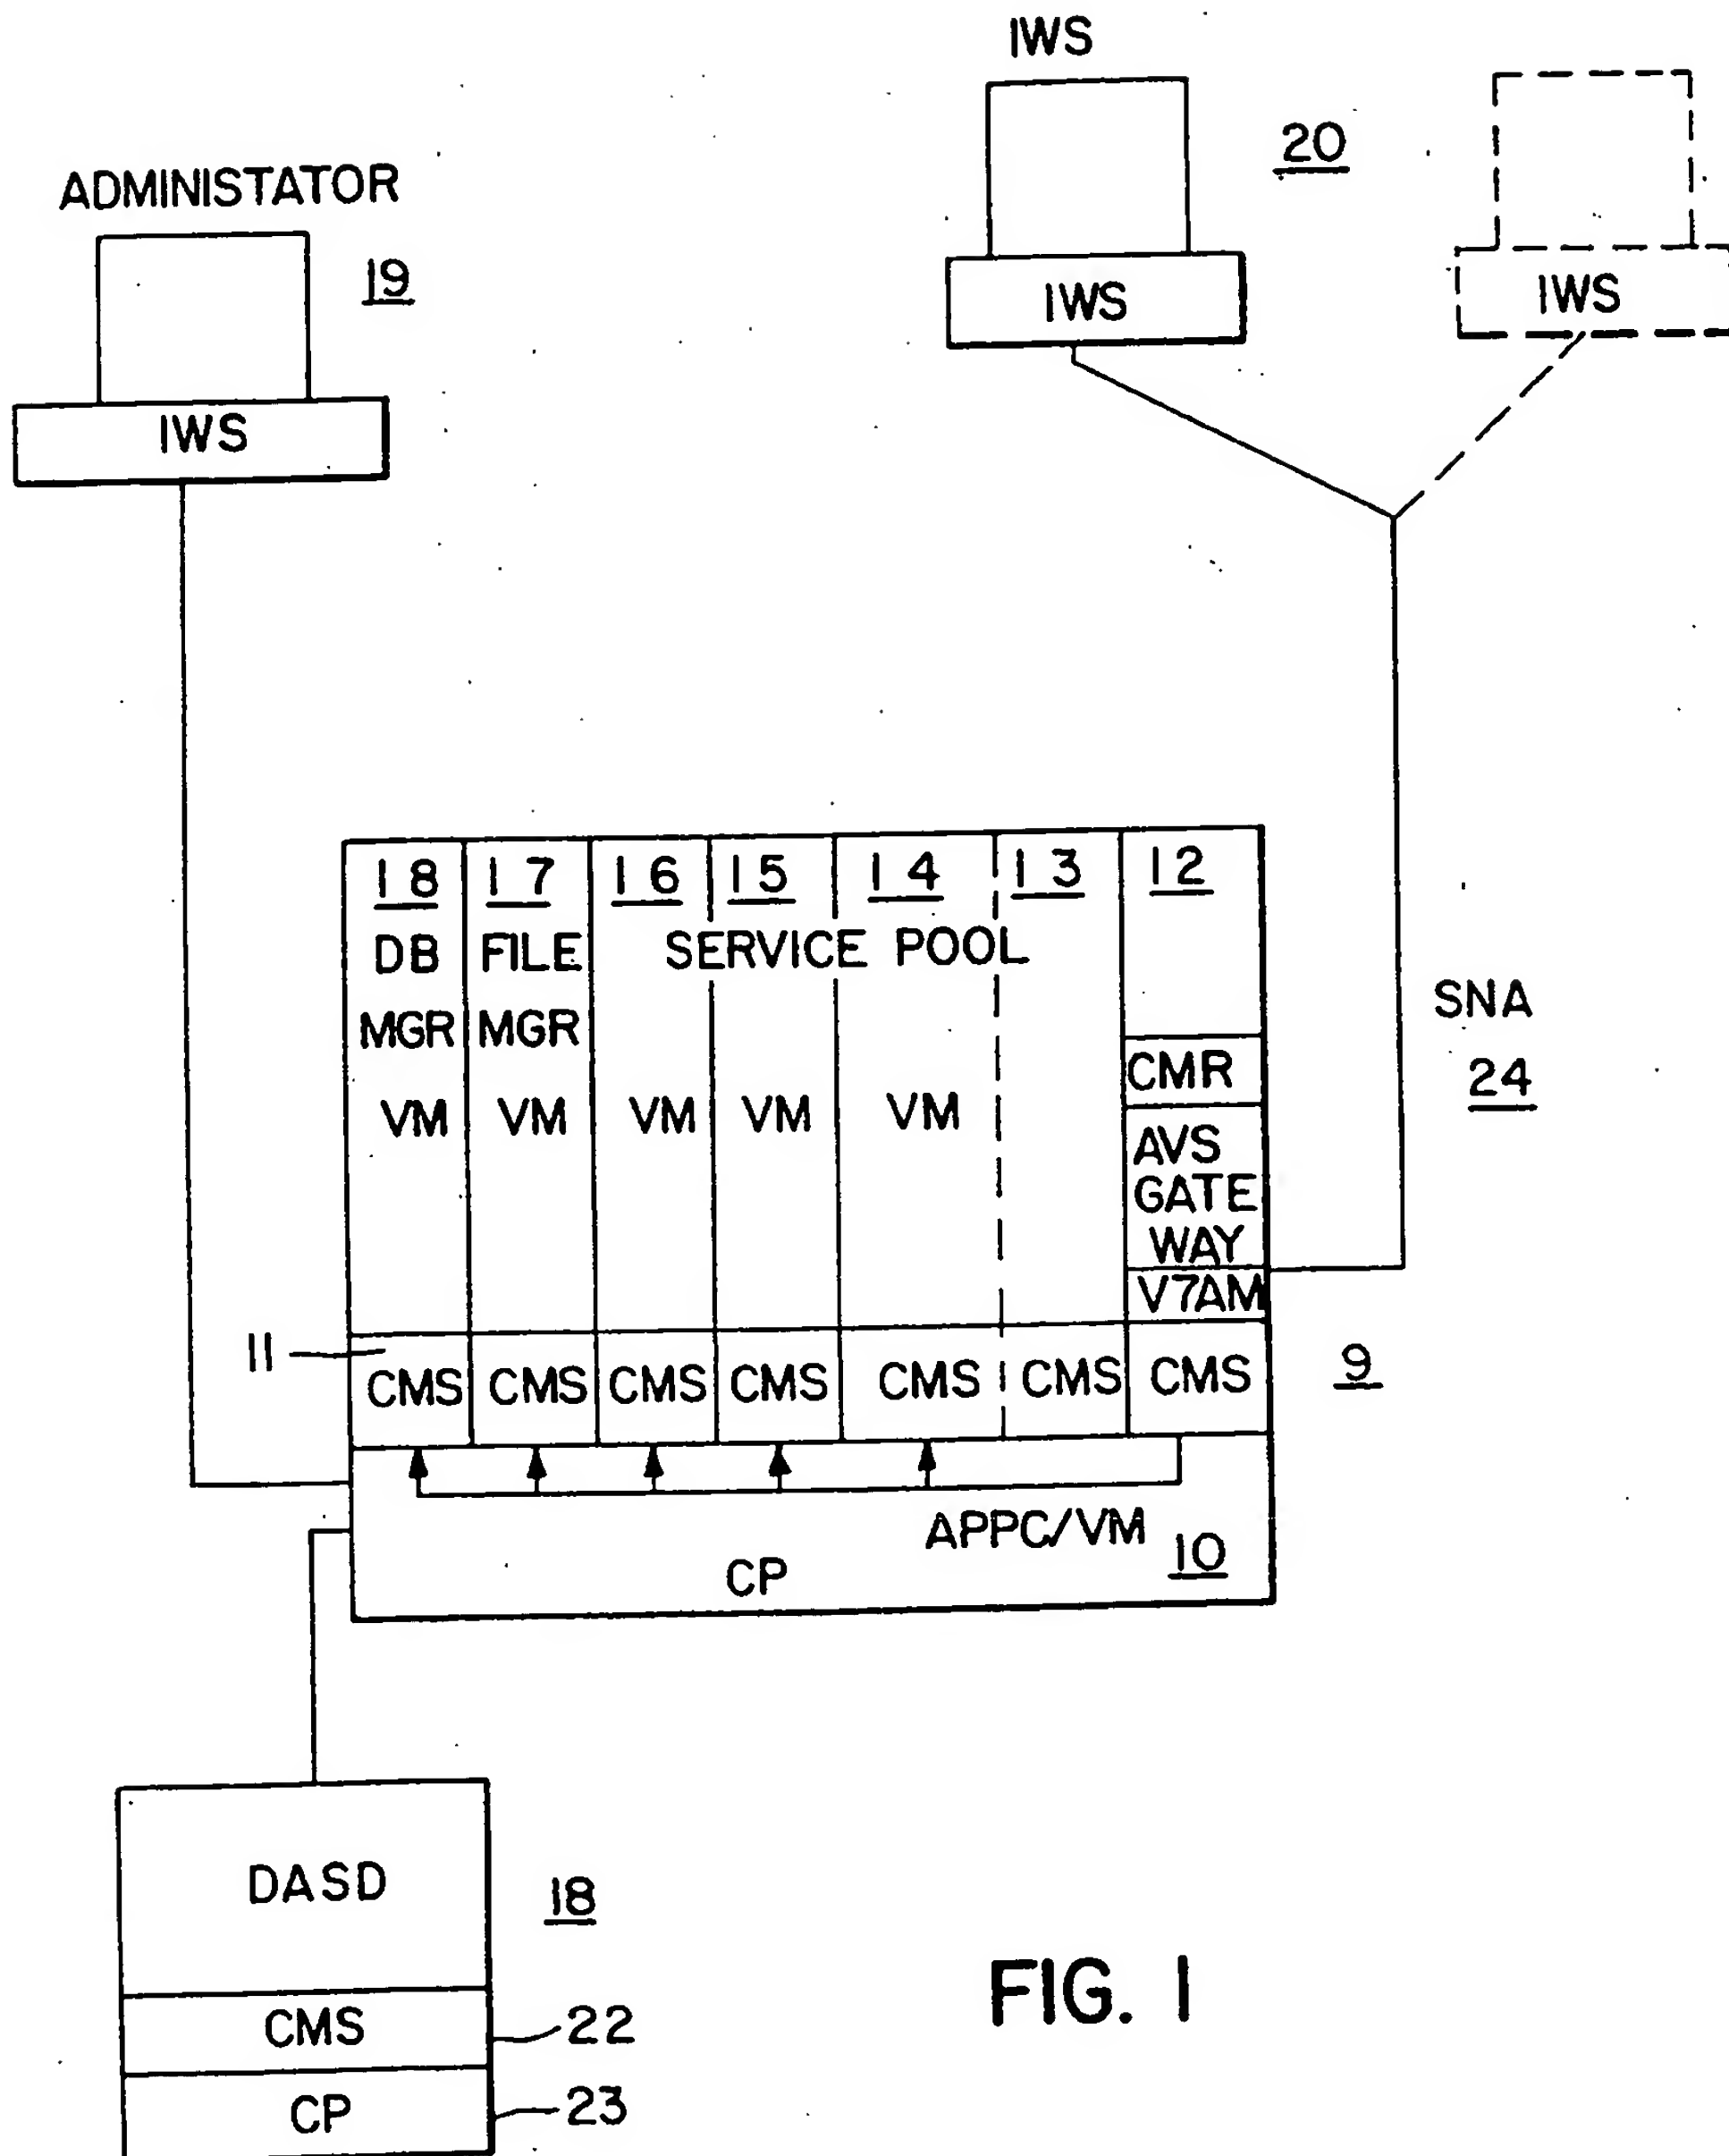 IWS
20
ADMINISTATOR
19
IWS
IWS
IWS
18 17 16 15 14 13 12
DB FILE SERVICE POOL
MGR MGR
VM VM VM VM VM
CMR
AVS
GATE
WAY
V7AM
SNA
24
11
CMS CMS CMS CMS CMS CMS CMS
9
APPC/VM
10
CP
DASD
18
CMS
22
CP
23
FIG. 1